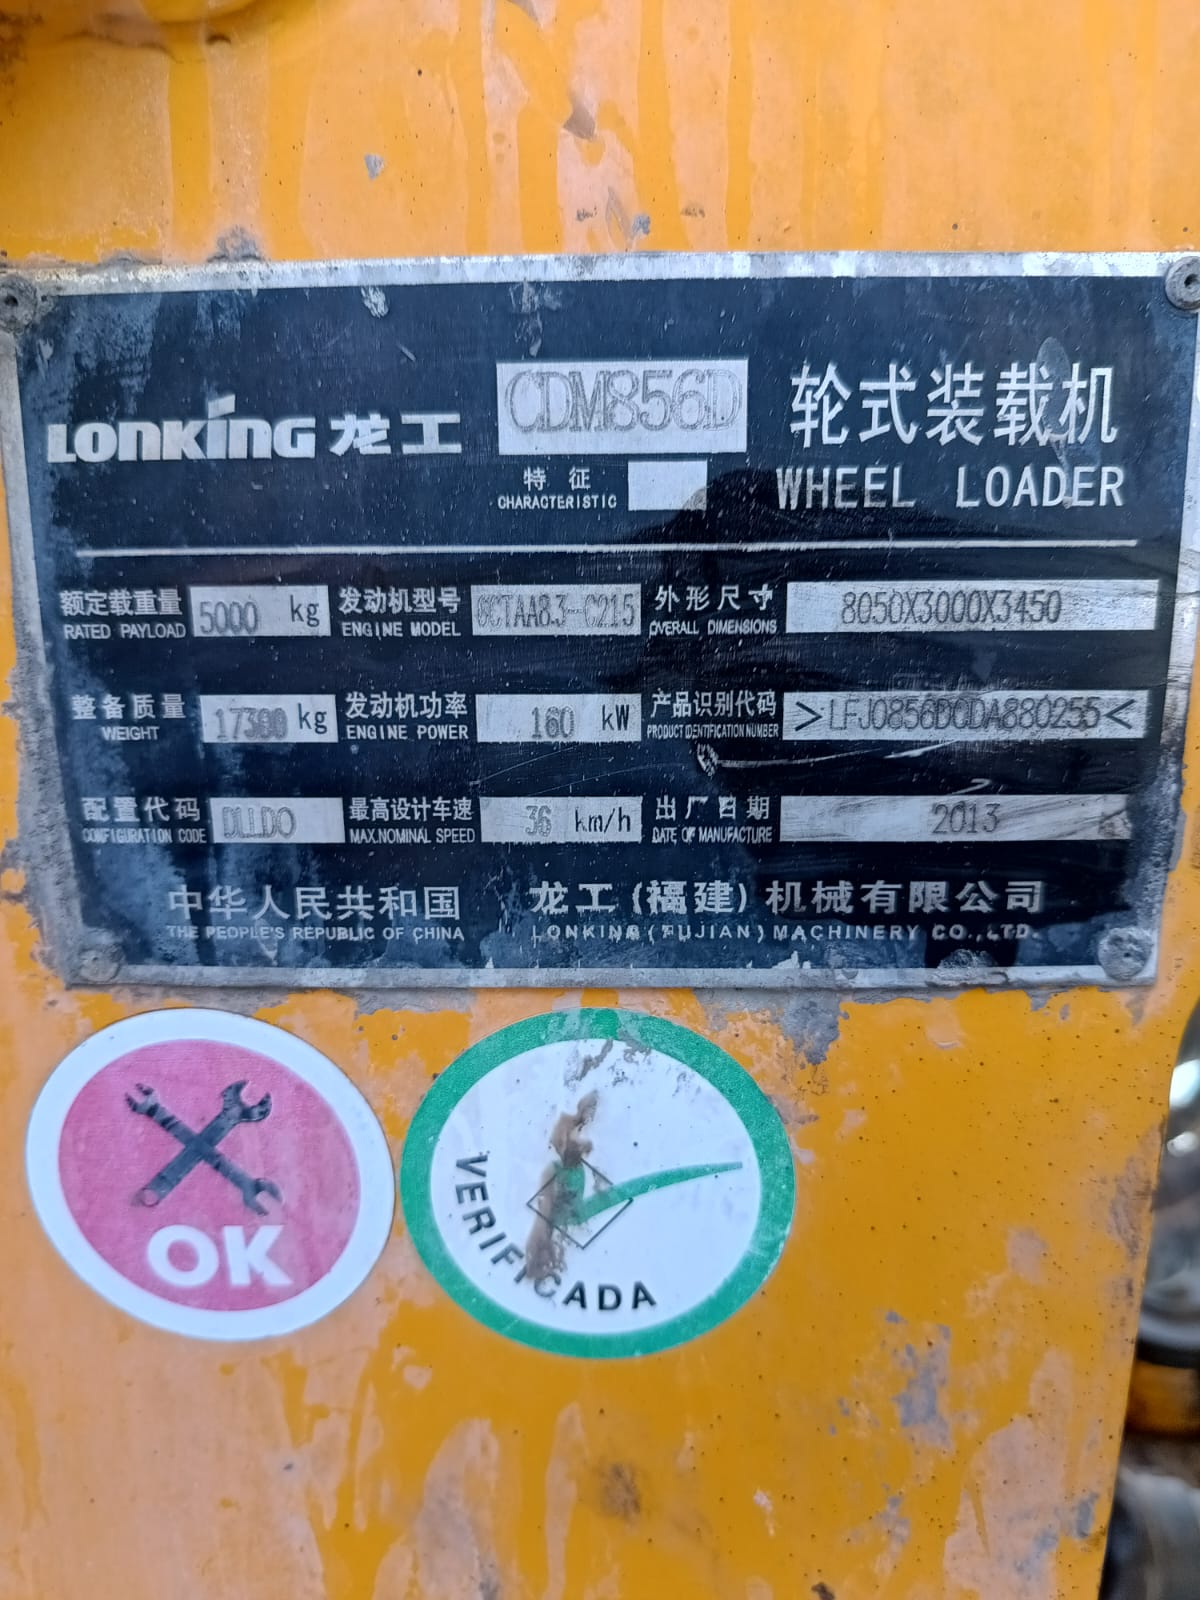 LONKING 龙工 CDM856D 轮式装载机
特征
CHARACTERISTIC
WHEEL LOADER
额定载重量 5000 kg 发动机型号 6CTAA8.3-C215 外形尺寸 8050X3000X3450
RATED PAYLOAD ENGINE MODEL OVERALL DIMENSIONS
整备质量 17300 kg 发动机功率 160 kW 产品识别代码 >LFJ0856DCDA880255<
WEIGHT ENGINE POWER PRODUCT IDENTIFICATION NUMBER
配置代码 DLLDO 最高设计车速 36 km/h 出厂日期 2013
CONFIGURATION CODE MAX.NOMINAL SPEED DATE OF MANUFACTURE
中华人民共和国 龙工(福建)机械有限公司
THE PEOPLE'S REPUBLIC OF CHINA LONKING(FUJIAN)MACHINERY CO.,LTD.
OK
VERIFICADA